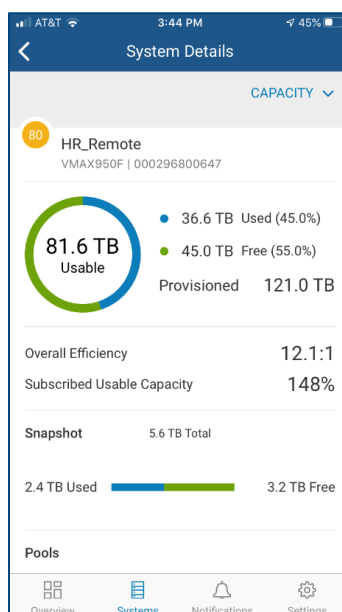 AT&T 3:44 PM 45%
System Details
CAPACITY
80
HR_Remote
VMAX950F | 000296800647
81.6 TB
Usable
36.6 TB Used (45.0%)
45.0 TB Free (55.0%)
Provisioned 121.0 TB
Overall Efficiency 12.1:1
Subscribed Usable Capacity 148%
Snapshot 5.6 TB Total
2.4 TB Used 3.2 TB Free
Pools
Overview Systems Notifications Settings